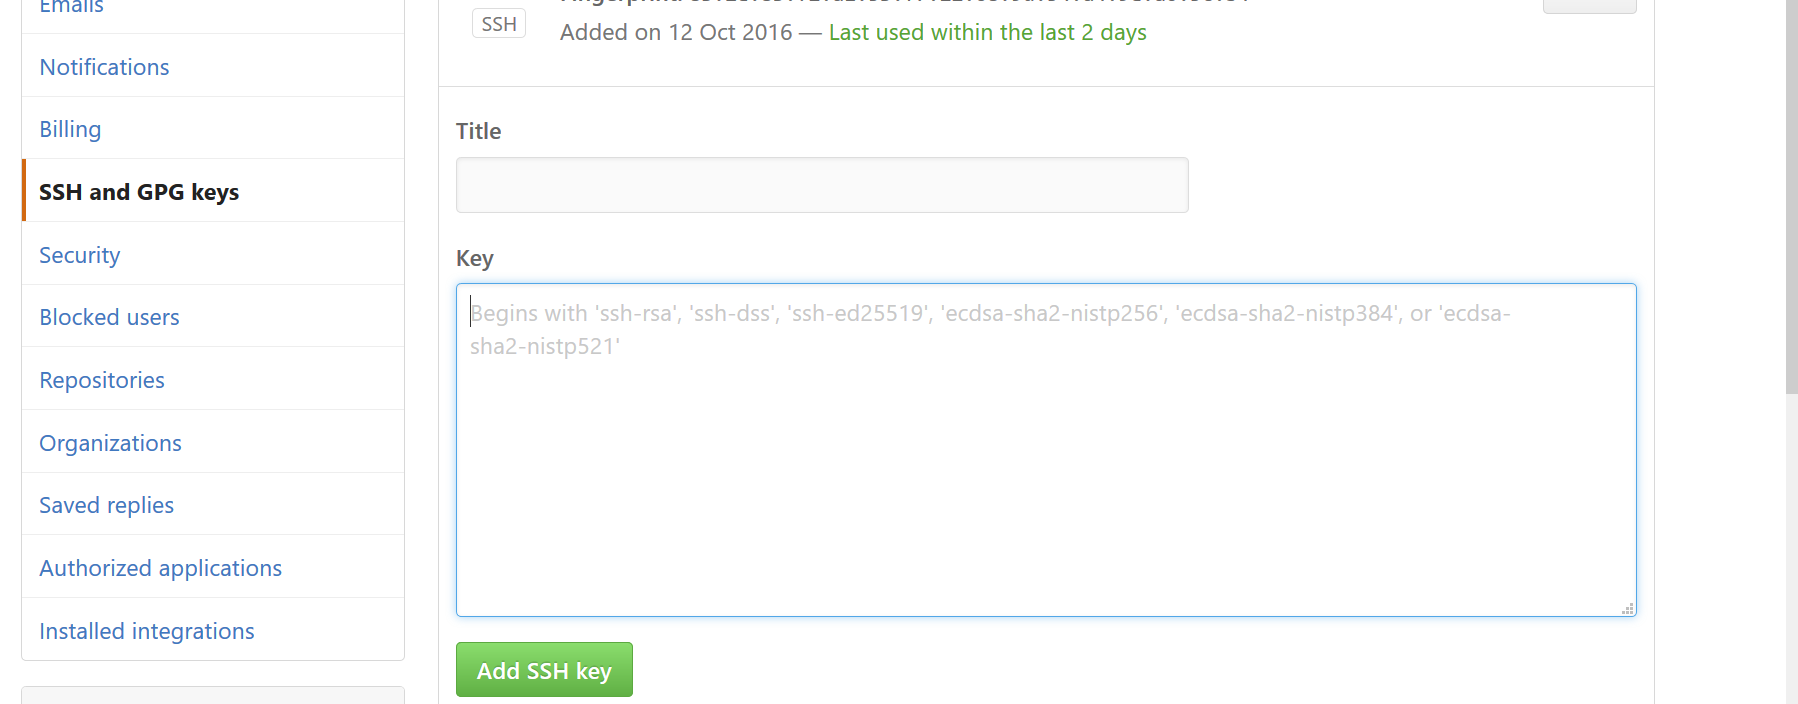 Emails
Notifications
Billing
SSH and GPG keys
Security
Blocked users
Repositories
Organizations
Saved replies
Authorized applications
Installed integrations
SSH
Added on 12 Oct 2016 — Last used within the last 2 days
Title
Key
Begins with 'ssh-rsa', 'ssh-dss', 'ssh-ed25519', 'ecdsa-sha2-nistp256', 'ecdsa-sha2-nistp384', or 'ecdsa-
sha2-nistp521'
Add SSH key